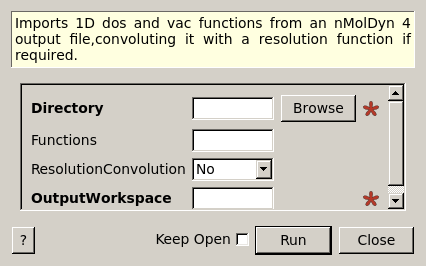 Imports 1D dos and vac functions from an nMolDyn 4
output file,convoluting it with a resolution function if
required.
Directory Browse *
Functions
ResolutionConvolution No
OutputWorkspace *
? Keep Open Run Close